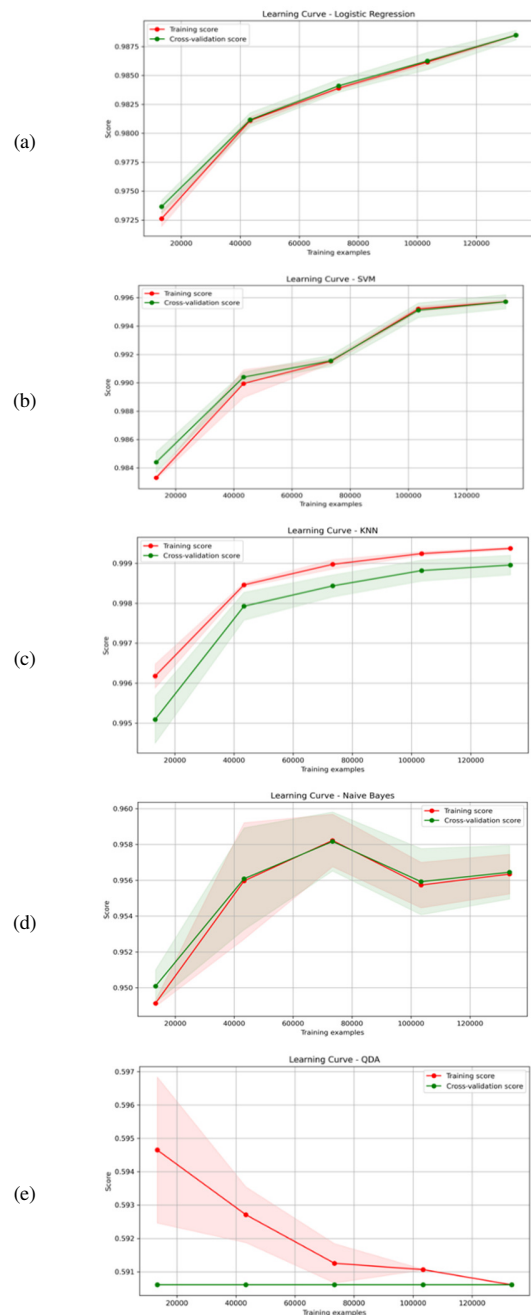 (a)
Learning Curve - Logistic Regression
Training score
Cross-validation score
0.9875
0.9850
0.9825
0.9800
0.9775
0.9750
0.9725
Score
20000 40000 60000 80000 100000 120000
Training examples
(b)
Learning Curve - SVM
Training score
Cross-validation score
0.996
0.994
0.992
0.990
0.988
0.986
0.984
Score
20000 40000 60000 80000 100000 120000
Training examples
(c)
Learning Curve - KNN
Training score
Cross-validation score
0.999
0.998
0.997
0.996
0.995
Score
20000 40000 60000 80000 100000 120000
Training examples
(d)
Learning Curve - Naive Bayes
Training score
Cross-validation score
0.960
0.958
0.956
0.954
0.952
0.950
Score
20000 40000 60000 80000 100000 120000
Training examples
(e)
Learning Curve - QDA
Training score
Cross-validation score
0.597
0.596
0.595
0.594
0.593
0.592
0.591
Score
20000 40000 60000 80000 100000 120000
Training examples